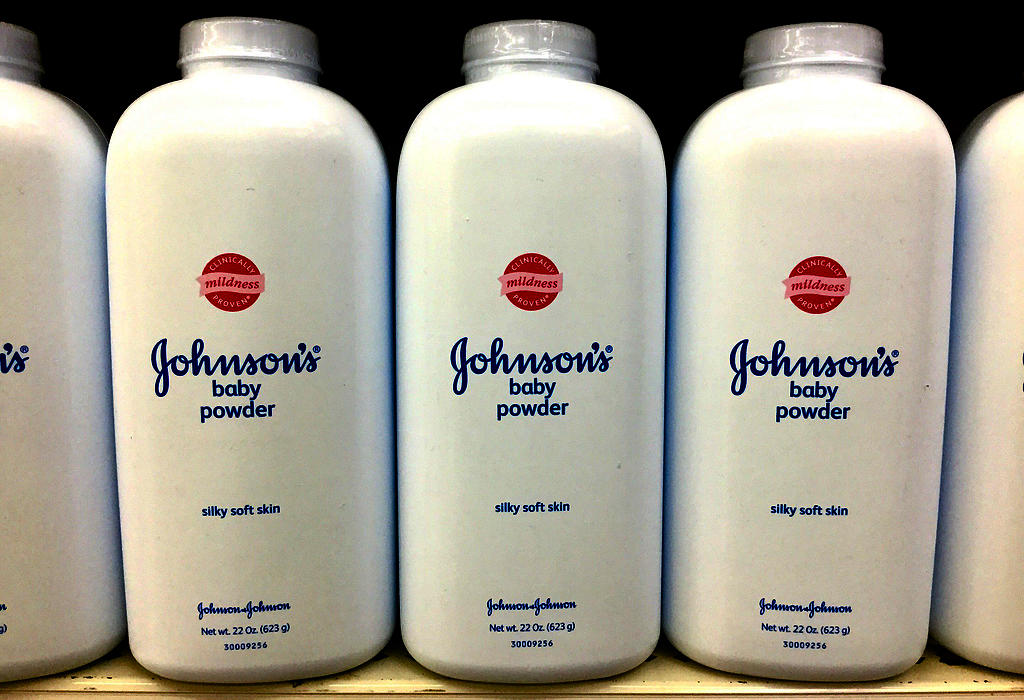 CLINICALLY
mildness
PROVEN®
Johnson's®
baby
powder
silky soft skin
Johnson & Johnson
Net wt. 22 Oz. (623 g)
30009256
CLINICALLY
mildness
PROVEN®
Johnson's®
baby
powder
silky soft skin
Johnson & Johnson
Net wt. 22 Oz. (623 g)
30009256
CLINICALLY
mildness
PROVEN®
Johnson's®
baby
powder
silky soft skin
Johnson & Johnson
Net wt. 22 Oz. (623 g)
30009256